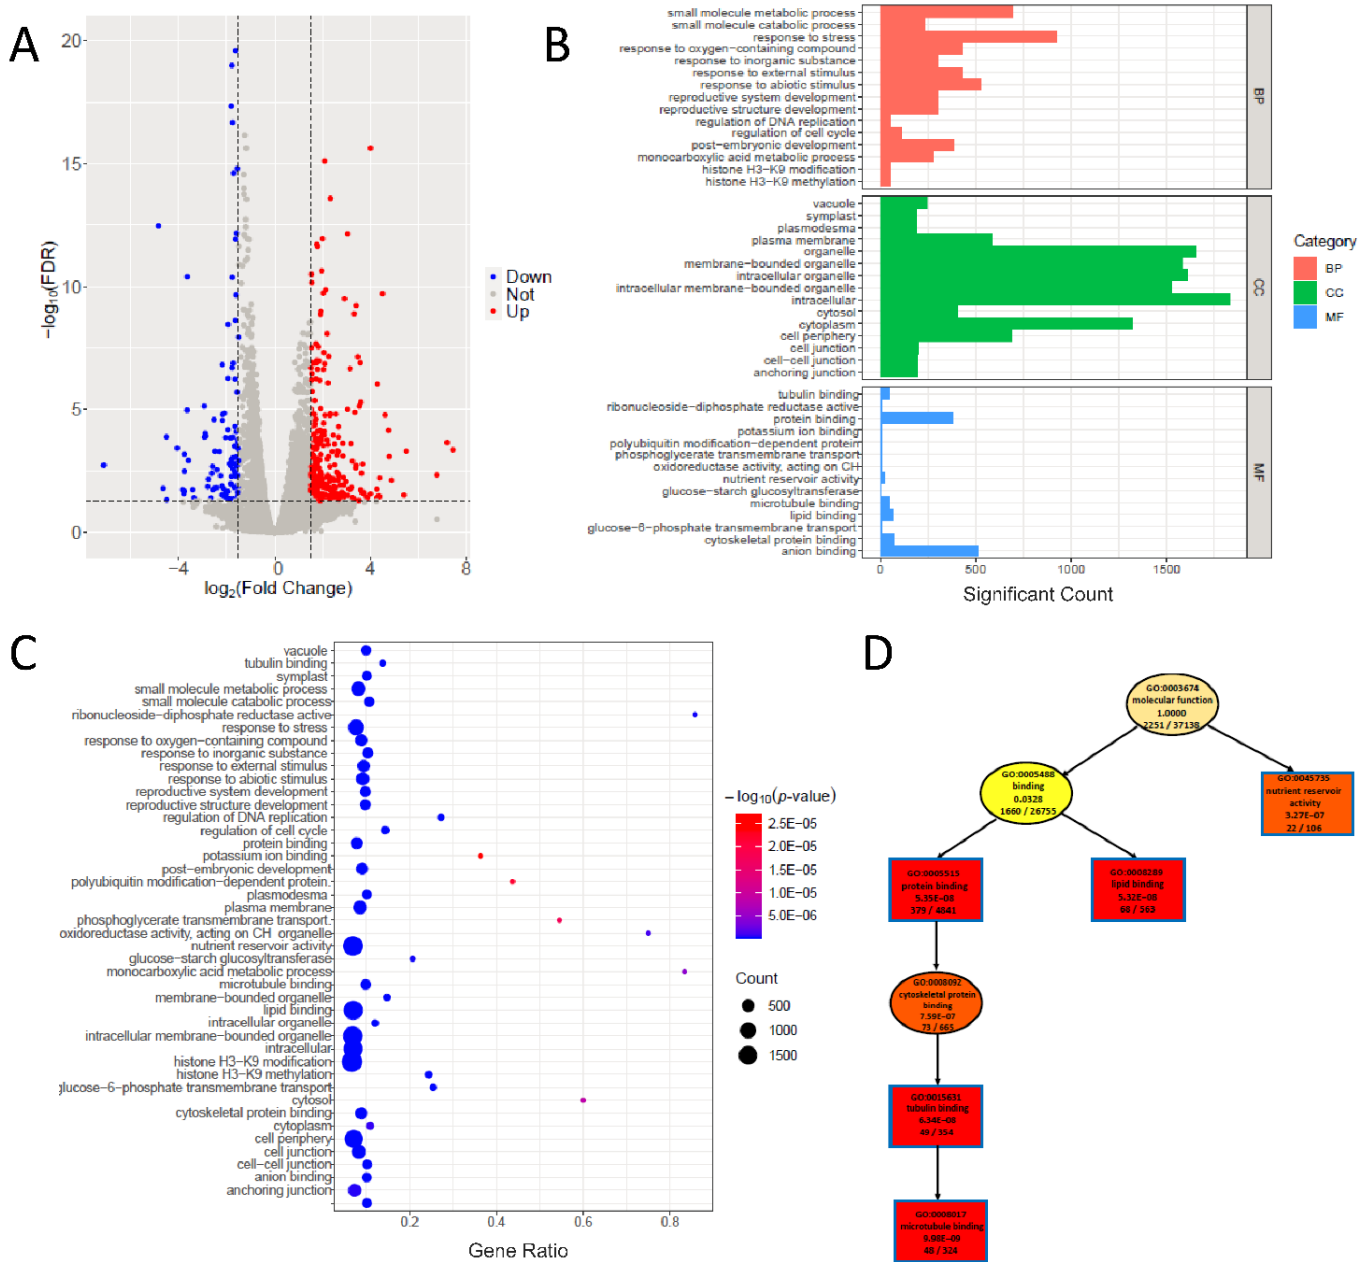 A
20
15
10
5
0
−log10(FDR)
−4
0
4
8
log2(Fold Change)
Down
Not
Up
B
small molecule metabolic process
small molecule catabolic process
response to stress
response to oxygen−containing compound
response to inorganic substance
response to external stimulus
response to abiotic stimulus
reproductive system development
reproductive structure development
regulation of DNA replication
regulation of cell cycle
post−embryonic development
monocarboxylic acid metabolic process
histone H3−K9 modification
histone H3−K9 methylation
BP
vacuole
symplast
plasmodesma
plasma membrane
organelle
membrane−bounded organelle
intracellular organelle
intracellular membrane−bounded organelle
intracellular
cytosol
cytoplasm
cell periphery
cell junction
cell−cell junction
anchoring junction
CC
tubulin binding
ribonucleoside−diphosphate reductase active
protein binding
potassium ion binding
polyubiquitin modification−dependent protein
phosphoglycerate transmembrane transport
oxidoreductase activity, acting on CH
nutrient reservoir activity
glucose−starch glucosyltransferase
microtubule binding
lipid binding
glucose−6−phosphate transmembrane transport
cytoskeletal protein binding
anion binding
MF
0
500
1000
1500
Significant Count
Category
BP
CC
MF
C
vacuole
tubulin binding
symplast
small molecule metabolic process
small molecule catabolic process
ribonucleoside−diphosphate reductase active
response to stress
response to oxygen−containing compound
response to inorganic substance
response to external stimulus
response to abiotic stimulus
reproductive system development
reproductive structure development
regulation of DNA replication
regulation of cell cycle
protein binding
potassium ion binding
post−embryonic development
polyubiquitin modification−dependent protein.
plasmodesma
plasma membrane
phosphoglycerate transmembrane transport.
oxidoreductase activity, acting on CH organelle
nutrient reservoir activity
glucose−starch glucosyltransferase
monocarboxylic acid metabolic process
microtubule binding
membrane−bounded organelle
lipid binding
intracellular organelle
intracellular membrane−bounded organelle
intracellular
histone H3−K9 modification
histone H3−K9 methylation
glucose−6−phosphate transmembrane transport
cytosol
cytoskeletal protein binding
cytoplasm
cell periphery
cell junction
cell−cell junction
anion binding
anchoring junction
0.2
0.4
0.6
0.8
Gene Ratio
−log10(p-value)
2.5E−05
2.0E−05
1.5E−05
1.0E−05
5.0E−06
Count
500
1000
1500
D
GO:0003674
molecular function
1.0000
2251 / 37138
GO:0005488
binding
0.0328
1660 / 26755
GO:0045735
nutrient reservoir
activity
3.27E-07
22 / 106
GO:0005515
protein binding
5.35E-08
379 / 4841
GO:0008289
lipid binding
5.32E-08
68 / 563
GO:0008092
cytoskeletal protein
binding
7.59E-07
73 / 665
GO:0015631
tubulin binding
6.34E-08
49 / 354
GO:0008017
microtubule binding
9.98E-09
48 / 324